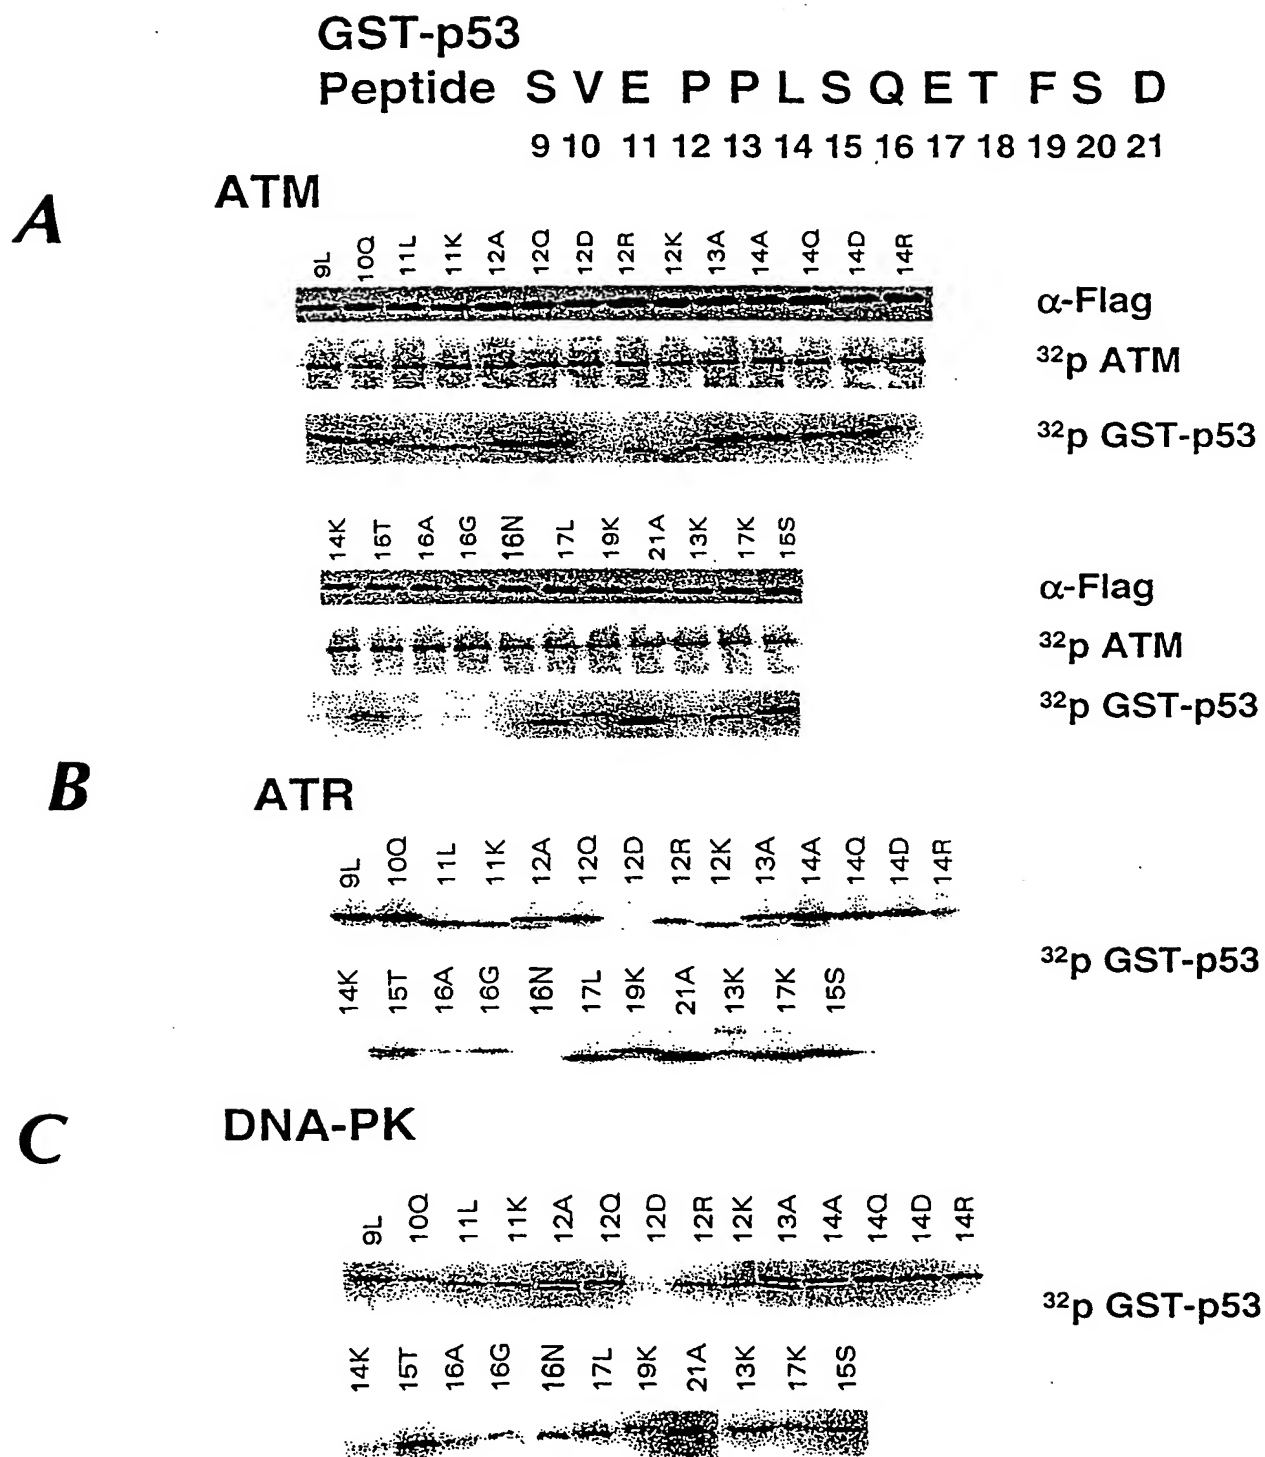 GST-p53
Peptide S V E P P L S Q E T F S D
9 10 11 12 13 14 15 16 17 18 19 20 21
A
ATM
9L 10Q 11L 11K 12A 12Q 12D 12R 12K 13A 14A 14Q 14D 14R
α-Flag
32p ATM
32p GST-p53
14K 15T 16A 16G 16N 17L 19K 21A 13K 17K 15S
α-Flag
32p ATM
32p GST-p53
B
ATR
9L 10Q 11L 11K 12A 12Q 12D 12R 12K 13A 14A 14Q 14D 14R
32p GST-p53
14K 15T 16A 16G 16N 17L 19K 21A 13K 17K 15S
C
DNA-PK
9L 10Q 11L 11K 12A 12Q 12D 12R 12K 13A 14A 14Q 14D 14R
32p GST-p53
14K 15T 16A 16G 16N 17L 19K 21A 13K 17K 15S